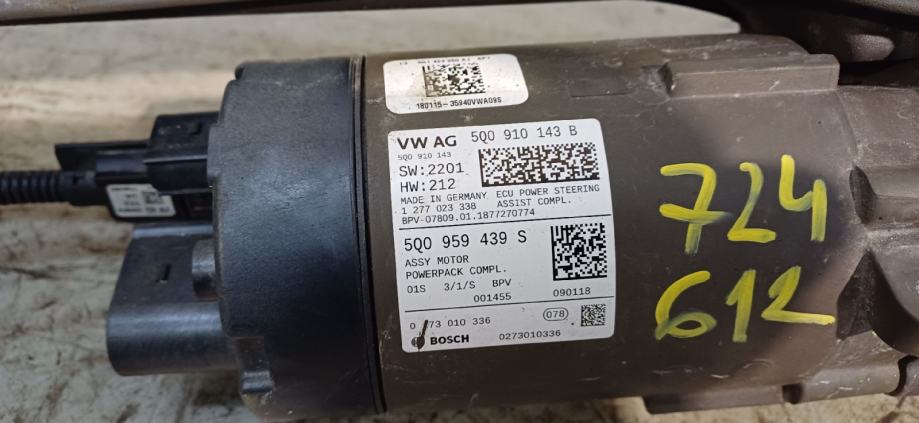 180115-35940VWA09S
VW AG 5Q0 910 143 B
5Q0 910 143
SW:2201
HW:212
MADE IN GERMANY ECU POWER STEERING
1 277 023 338 ASSIST COMPL.
BPV-07809.01.1877270774
5Q0 959 439 S
ASSY MOTOR
POWERPACK COMPL.
01S 3/1/S BPV
001455 090118
0 273 010 336 078
BOSCH 0273010336
724
612